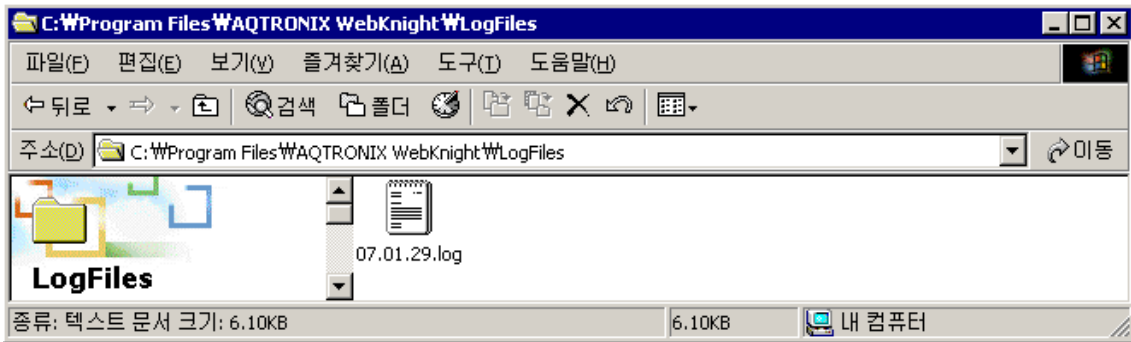 C:₩Program Files₩AQTRONIX WebKnight₩LogFiles
파일(F) 편집(E) 보기(V) 즐겨찾기(A) 도구(T) 도움말(H)
뒤로 검색 폴더
주소(D) C:₩Program Files₩AQTRONIX WebKnight₩LogFiles 이동
LogFiles
07.01.29.log
종류: 텍스트 문서 크기: 6.10KB 6.10KB 내 컴퓨터